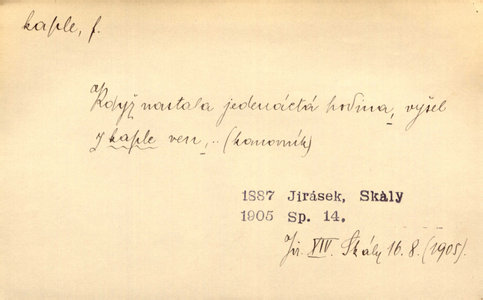 kaple, f.
Když nastala jedenáctá hodina, vyšel
z kaple ven,.. (kanovník)
1887 Jirásek, Skály
1905 Sp. 14.
Jir. XIV. Skály 16. 8. (1905).